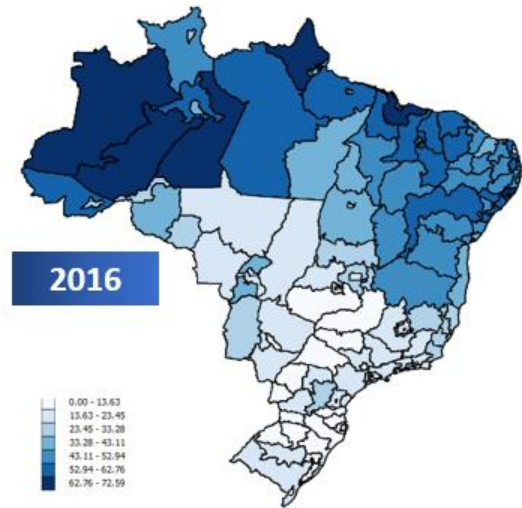 2016
0.00 - 13.63
13.63 - 23.45
23.45 - 33.28
33.28 - 43.11
43.11 - 52.94
52.94 - 62.76
62.76 - 72.59